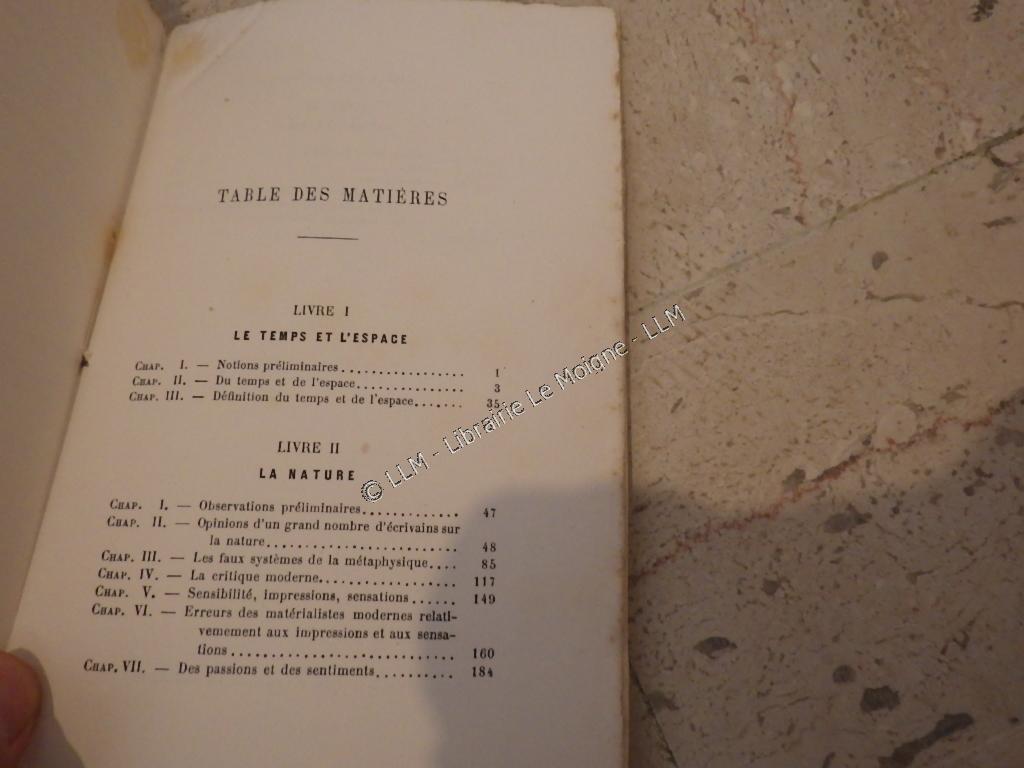 TABLE DES MATIÈRES
LIVRE I
LE TEMPS ET L'ESPACE
CHAP. I. — Notions préliminaires................. 1
CHAP. II. — Du temps et de l'espace............... 3
CHAP. III. — Définition du temps et de l'espace....... 35
LIVRE II
LA NATURE
CHAP. I. — Observations préliminaires............. 47
CHAP. II. — Opinions d'un grand nombre d'écrivains sur
la nature.......................... 48
CHAP. III. — Les faux systèmes de la métaphysique.... 85
CHAP. IV. — La critique moderne.................. 117
CHAP. V. — Sensibilité, impressions, sensations...... 149
CHAP. VI. — Erreurs des matérialistes modernes relati-
vemement aux impressions et aux sensa-
tions............................. 160
CHAP. VII. — Des passions et des sentiments.......... 184
© LLM - Librairie Le Moigne - LLM